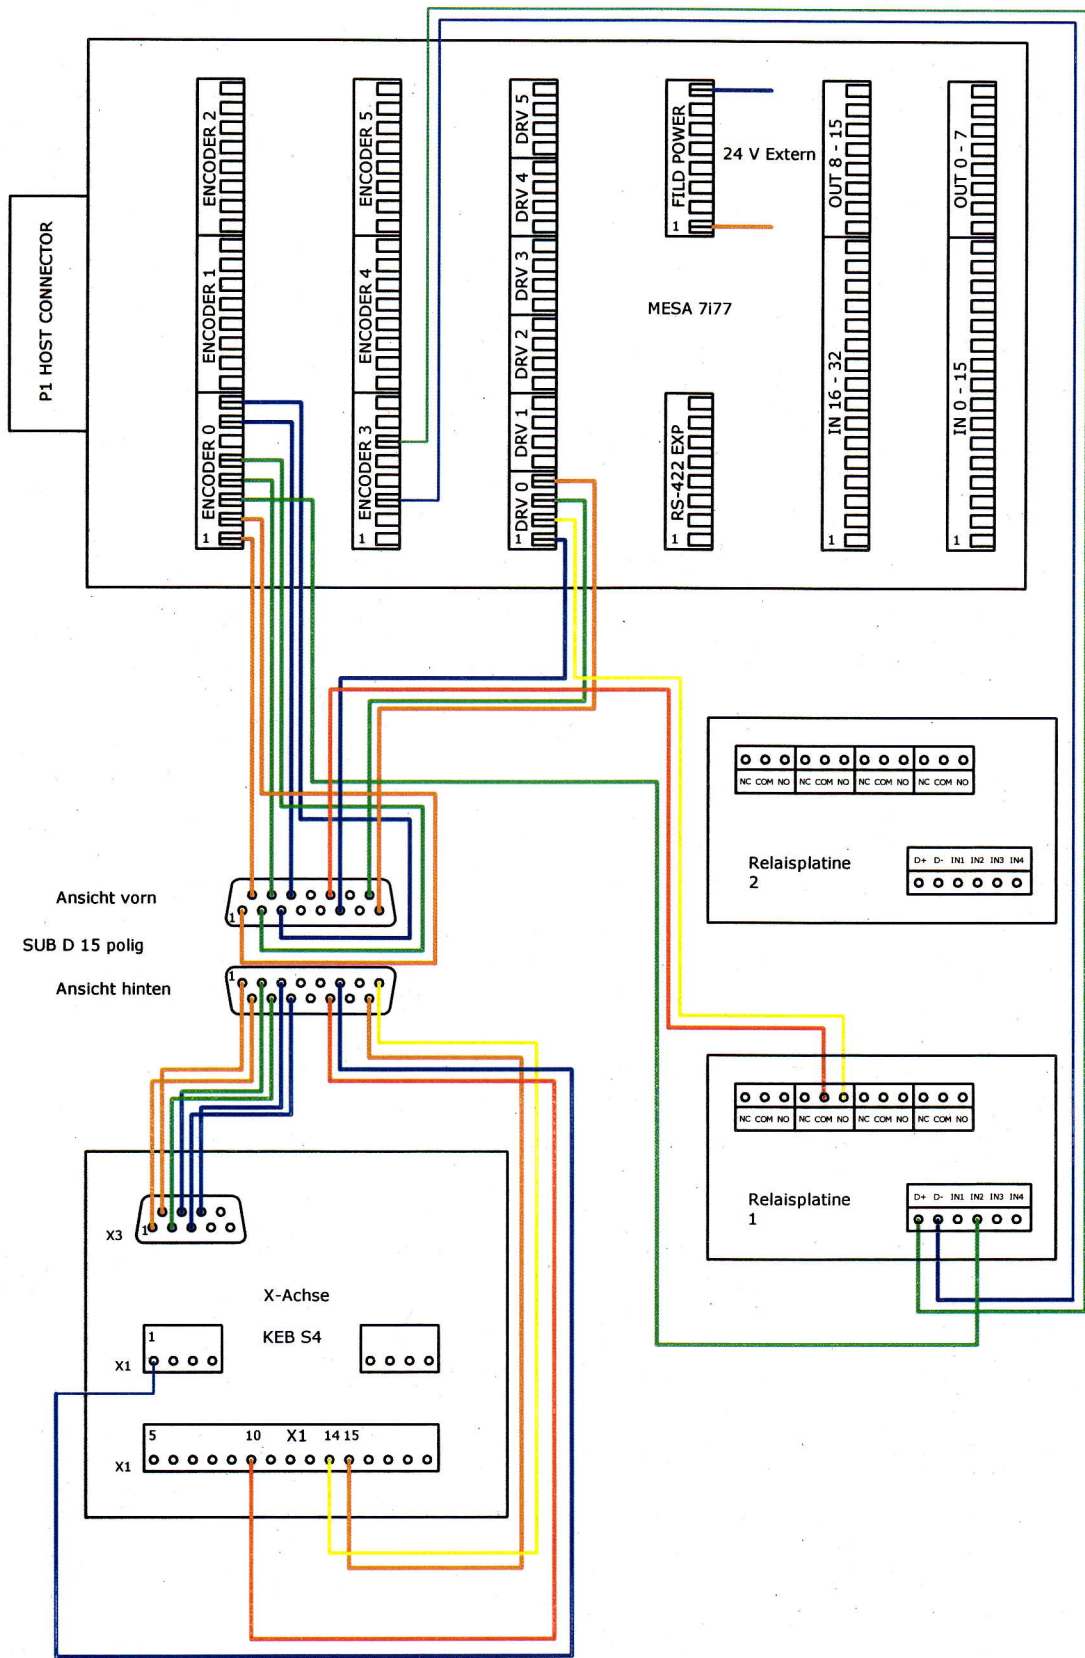 P1 HOST CONNECTOR
ENCODER 2
ENCODER 1
ENCODER 0
1
ENCODER 5
ENCODER 4
ENCODER 3
1
DRV 5
DRV 4
DRV 3
DRV 2
DRV 1
DRV 0
1
FILD POWER
1
24 V Extern
MESA 7i77
RS-422 EXP
1
OUT 8 - 15
IN 16 - 32
1
OUT 0 - 7
IN 0 - 15
1
NC COM NO NC COM NO NC COM NO NC COM NO
Relaisplatine
2
D+ D- IN1 IN2 IN3 IN4
Ansicht vorn
1
SUB D 15 polig
Ansicht hinten
1
NC COM NO NC COM NO NC COM NO NC COM NO
Relaisplatine
1
D+ D- IN1 IN2 IN3 IN4
X3
1
X-Achse
KEB S4
1
X1
5 10 X1 14 15
X1